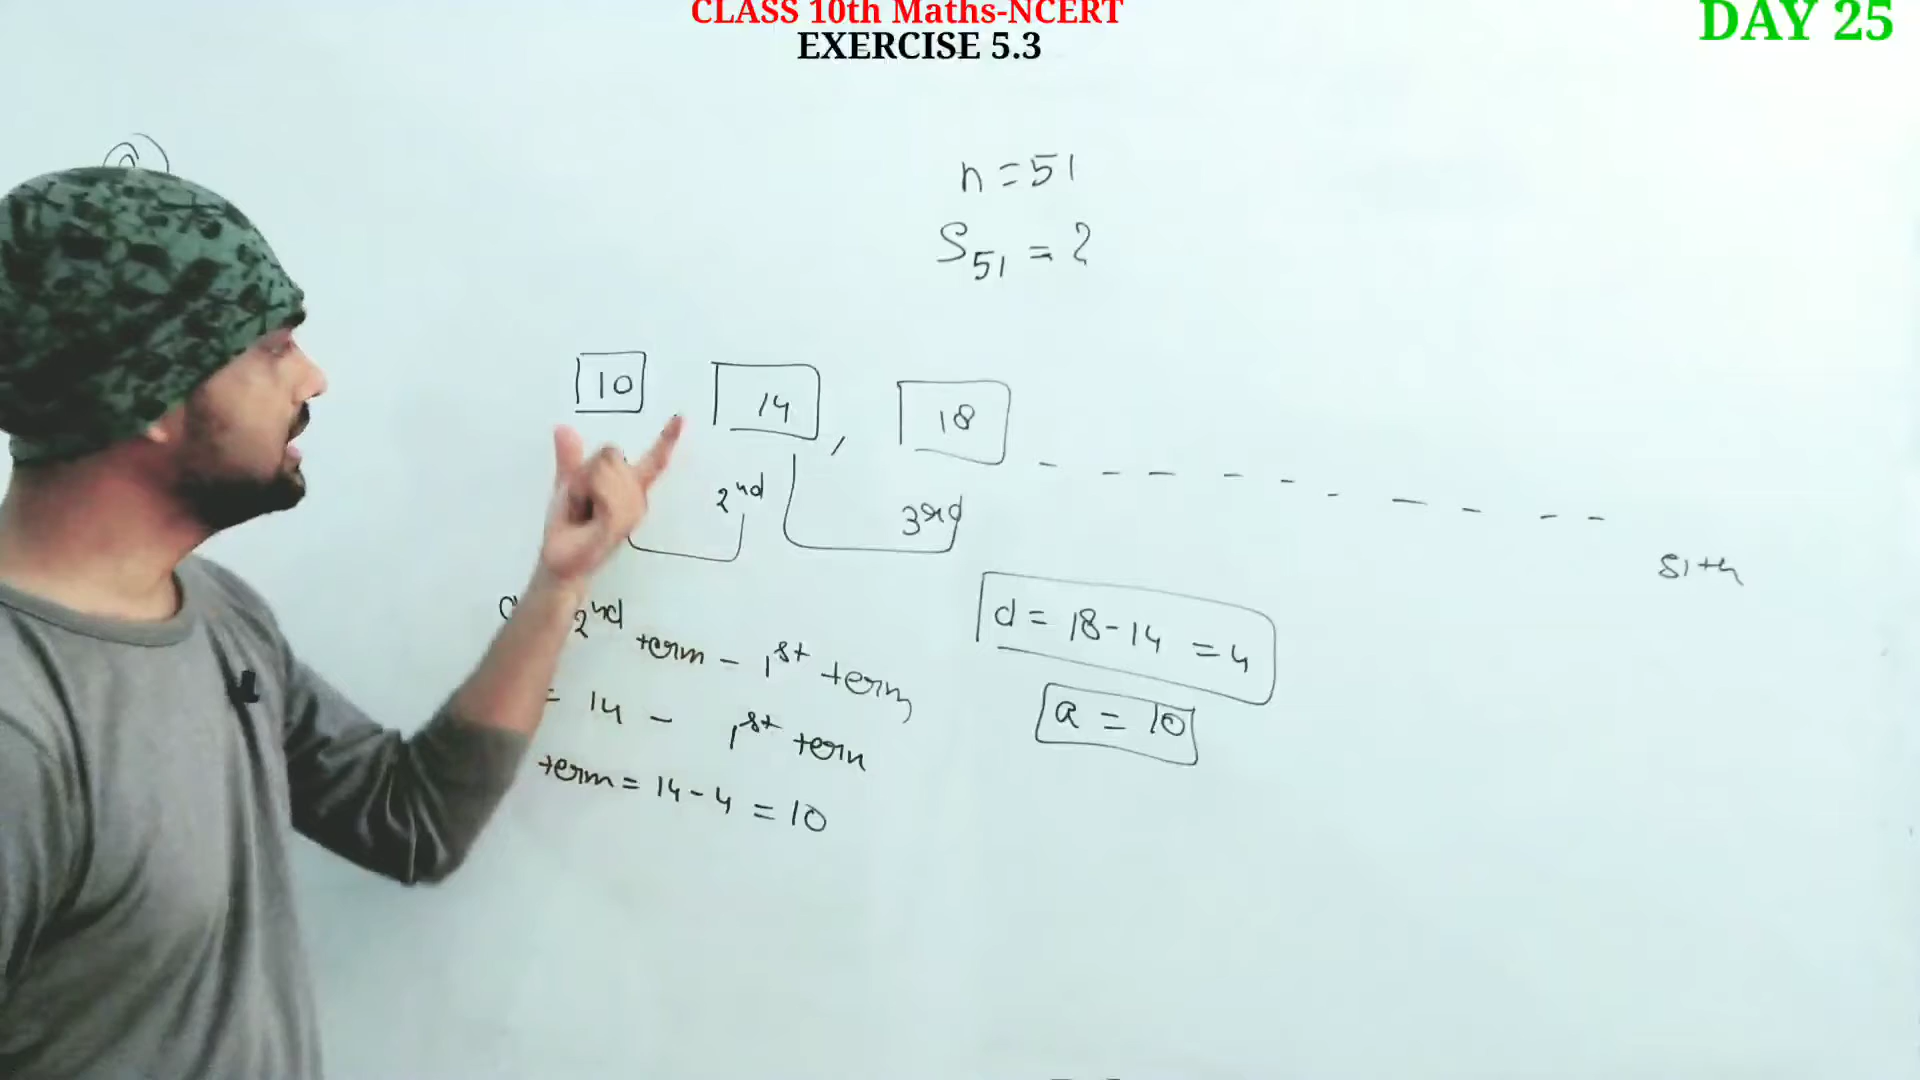 CLASS 10th Maths-NCERT
EXERCISE 5.3
DAY 25
n = 51
S51 = ?
10 14 , 18 - - - - - - - - - -
2nd 3rd 51th
2nd term - 1st term
= 14 - 1st term
term = 14 - 4 = 10
d = 18 - 14 = 4
a = 10